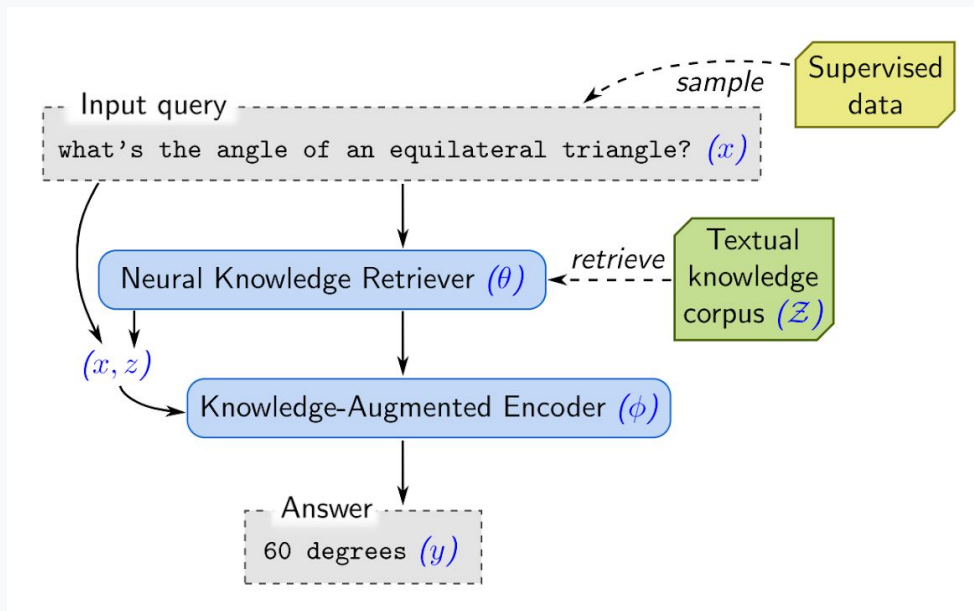 Supervised
data
sample
Input query
what's the angle of an equilateral triangle? (x)
Textual
knowledge
corpus (𝒵)
retrieve
Neural Knowledge Retriever (θ)
(x, z)
Knowledge-Augmented Encoder (ϕ)
Answer
60 degrees (y)